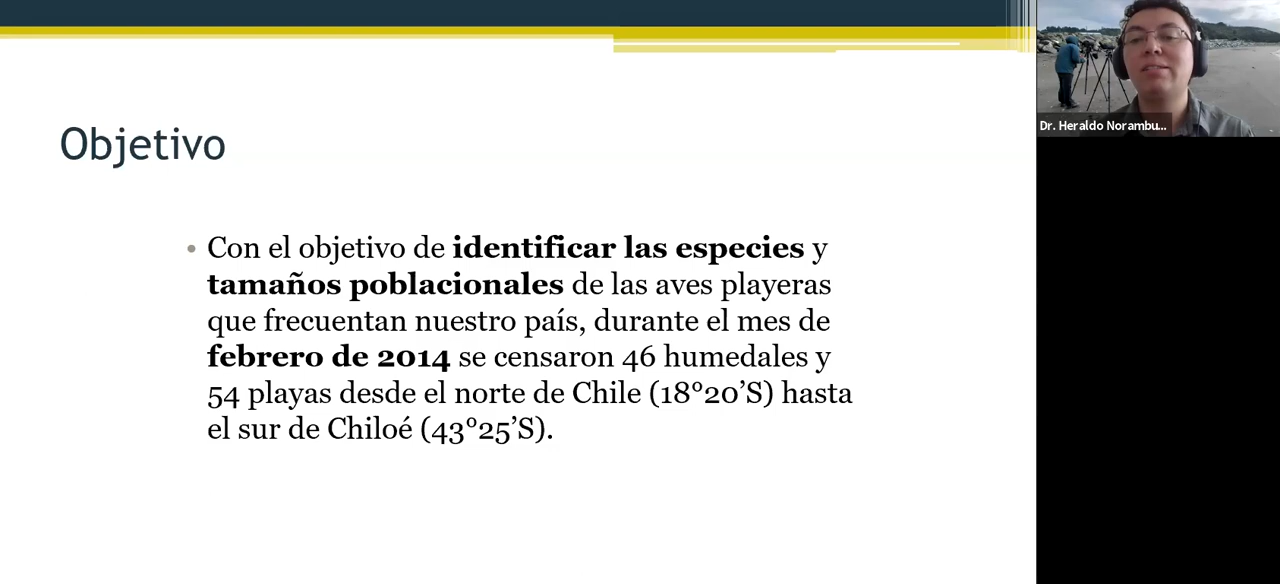 Objetivo
• Con el objetivo de identificar las especies y
tamaños poblacionales de las aves playeras
que frecuentan nuestro país, durante el mes de
febrero de 2014 se censaron 46 humedales y
54 playas desde el norte de Chile (18°20’S) hasta
el sur de Chiloé (43°25’S).
Dr. Heraldo Norambu...